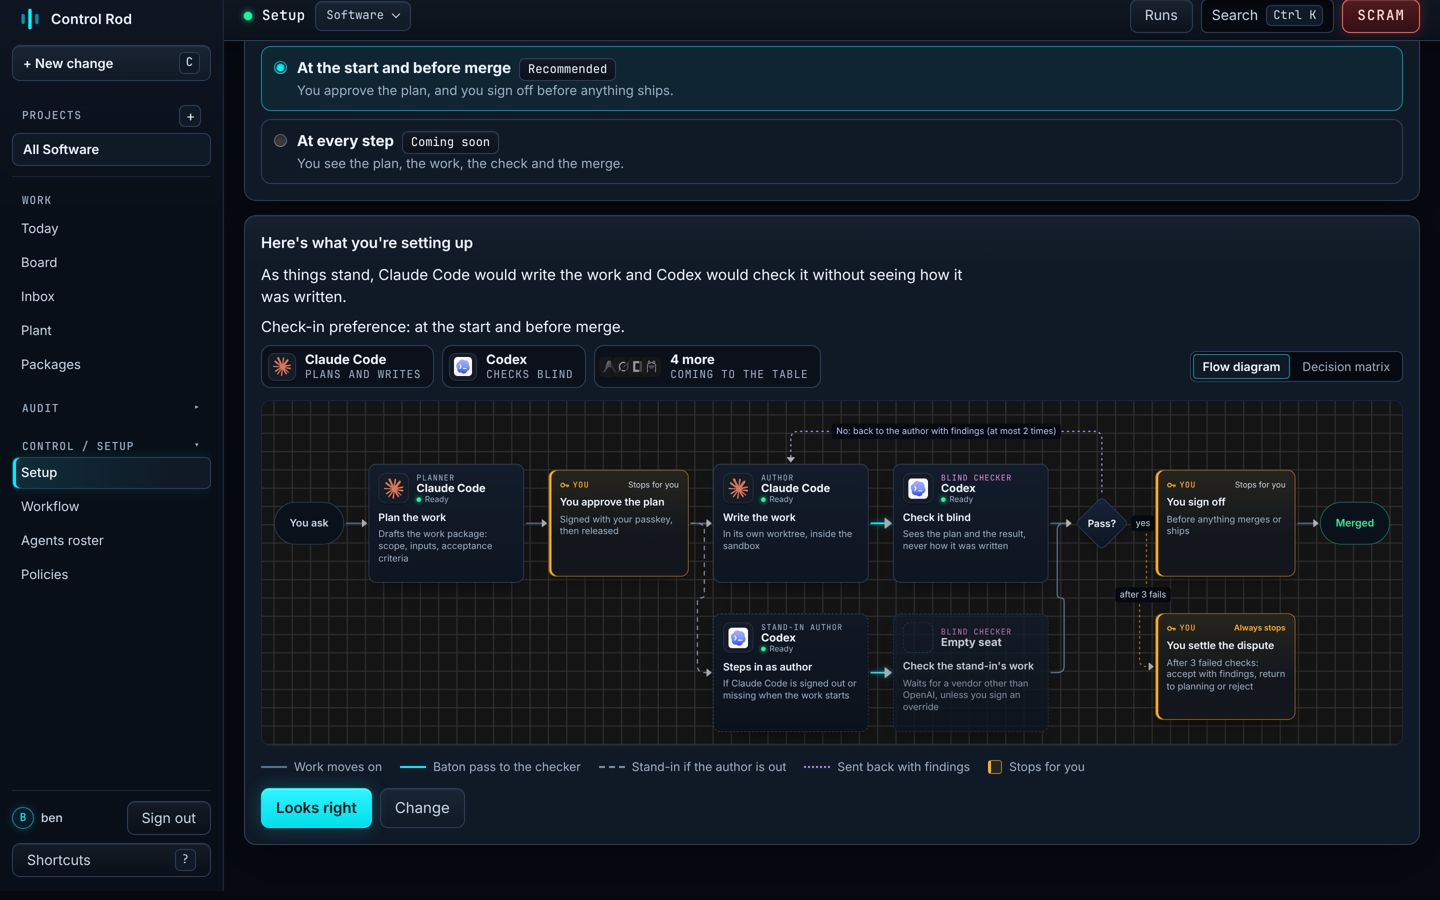 Control Rod
+ New change C
PROJECTS +
All Software
WORK
Today
Board
Inbox
Plant
Packages
AUDIT
CONTROL / SETUP
Setup
Workflow
Agents roster
Policies
B ben Sign out
Shortcuts ?
Setup Software Runs Search Ctrl K SCRAM
At the start and before merge Recommended
You approve the plan, and you sign off before anything ships.
At every step Coming soon
You see the plan, the work, the check and the merge.
Here's what you're setting up
As things stand, Claude Code would write the work and Codex would check it without seeing how it
was written.
Check-in preference: at the start and before merge.
Claude Code
PLANS AND WRITES
Codex
CHECKS BLIND
4 more
COMING TO THE TABLE
Flow diagram Decision matrix
No: back to the author with findings (at most 2 times)
You ask
PLANNER
Claude Code
Ready
Plan the work
Drafts the work package:
scope, inputs, acceptance
criteria
YOU Stops for you
You approve the plan
Signed with your passkey,
then released
AUTHOR
Claude Code
Ready
Write the work
In its own worktree, inside the
sandbox
BLIND CHECKER
Codex
Ready
Check it blind
Sees the plan and the result,
never how it was written
Pass?
yes
YOU Stops for you
You sign off
Before anything merges or
ships
Merged
after 3 fails
STAND-IN AUTHOR
Codex
Ready
Steps in as author
If Claude Code is signed out or
missing when the work starts
BLIND CHECKER
Empty seat
Check the stand-in's work
Waits for a vendor other than
OpenAI, unless you sign an
override
YOU Always stops
You settle the dispute
After 3 failed checks:
accept with findings, return
to planning or reject
Work moves on Baton pass to the checker Stand-in if the author is out Sent back with findings Stops for you
Looks right Change